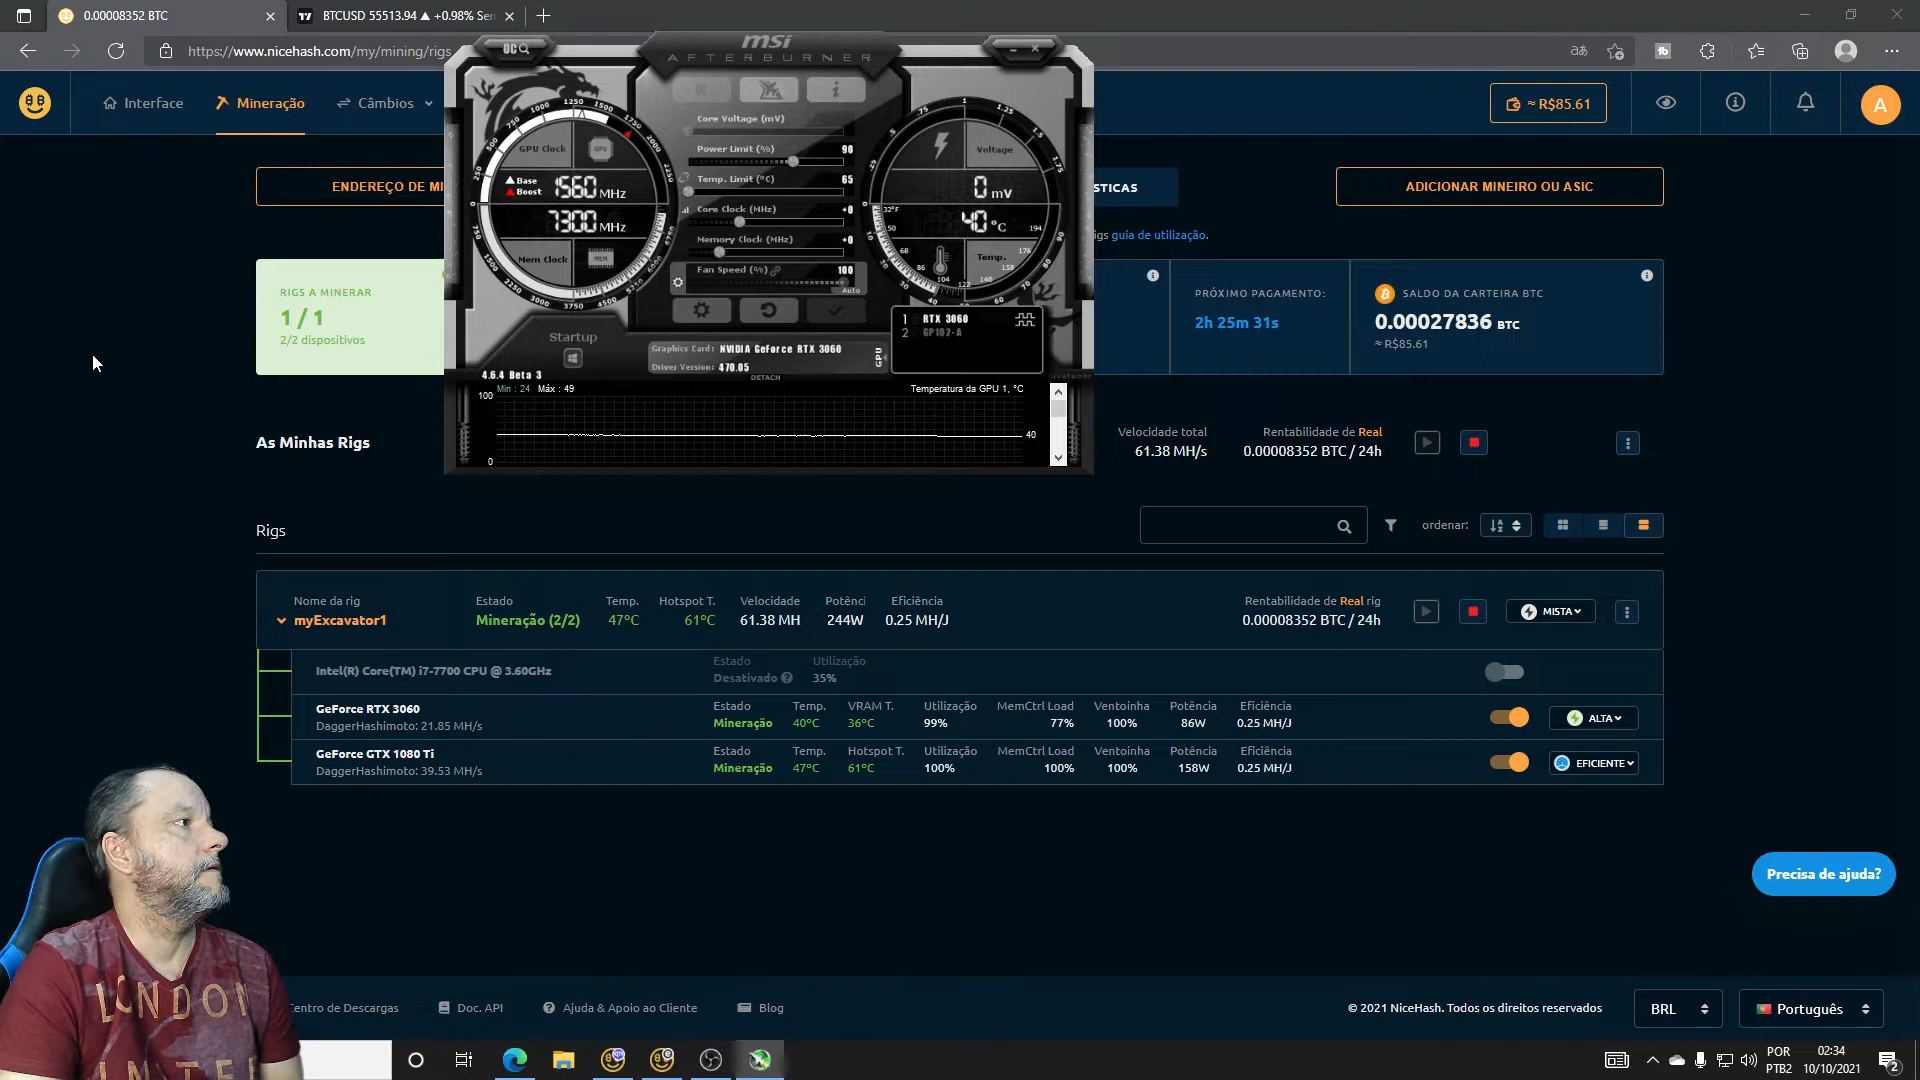 0.00008352 BTC
BTCUSD 55513.94 ▲ +0.98%
https://www.nicehash.com/my/mining/rigs
Interface
Mineração
Câmbios
≈ R$85.61
A
ENDEREÇO DE MI
STICAS
ADICIONAR MINEIRO OU ASIC
igs guia de utilização.
RIGS A MINERAR
1 / 1
2/2 dispositivos
PRÓXIMO PAGAMENTO:
2h 25m 31s
SALDO DA CARTEIRA BTC
0.00027836 BTC
≈ R$85.61
OC
msi
AFTERBURNER
Core Voltage (mV)
Power Limit (%) 90
Temp. Limit (°C) 65
Core Clock (MHz) +0
Memory Clock (MHz) +0
Fan Speed (%) 100
Auto
GPU Clock
GPU
Base
Boost
1560 MHz
7300 MHz
Mem Clock
MEM
Voltage
0 mV
40 °C
Temp.
Startup
4.6.4 Beta 3
Graphics Card: NVIDIA GeForce RTX 3060
Driver Version: 470.05
DETACH
GPU
1 RTX 3060
2 GP102-A
Min : 24 Máx : 49
Temperatura da GPU 1, °C
100
40
0
As Minhas Rigs
Velocidade total
61.38 MH/s
Rentabilidade de Real
0.00008352 BTC / 24h
Rigs
ordenar:
Nome da rig
myExcavator1
Estado
Mineração (2/2)
Temp.
47ºC
Hotspot T.
61ºC
Velocidade
61.38 MH
Potênci
244W
Eficiência
0.25 MH/J
Rentabilidade de Real rig
0.00008352 BTC / 24h
MISTA
Intel(R) Core(TM) i7-7700 CPU @ 3.60GHz
Estado
Desativado
Utilização
35%
GeForce RTX 3060
DaggerHashimoto: 21.85 MH/s
Estado Temp. VRAM T. Utilização MemCtrl Load Ventoinha Potência Eficiência
Mineração 40ºC 36ºC 99% 77% 100% 86W 0.25 MH/J
ALTA
GeForce GTX 1080 Ti
DaggerHashimoto: 39.53 MH/s
Estado Temp. Hotspot T. Utilização MemCtrl Load Ventoinha Potência Eficiência
Mineração 47ºC 61ºC 100% 100% 100% 158W 0.25 MH/J
EFICIENTE
Precisa de ajuda?
LONDON
entro de Descargas
Doc. API
Ajuda & Apoio ao Cliente
Blog
© 2021 NiceHash. Todos os direitos reservados
BRL
Português
POR
PTB2
02:34
10/10/2021
2